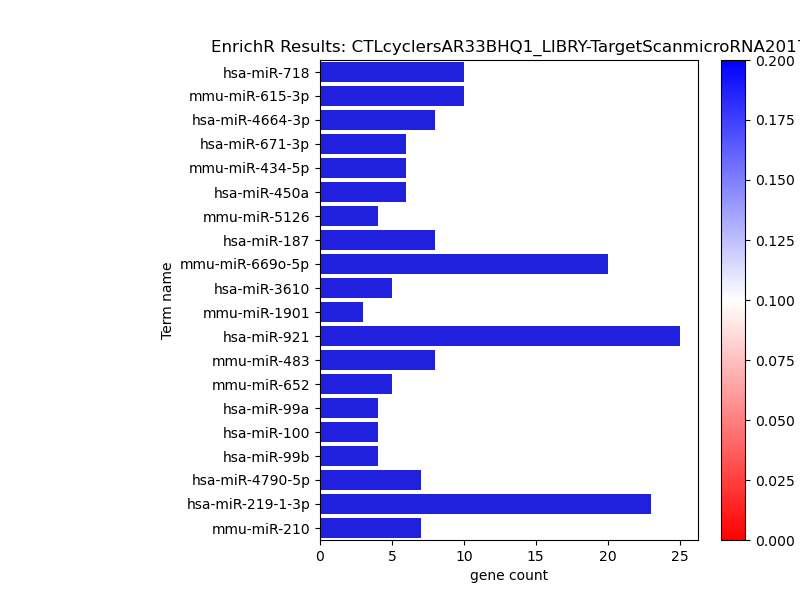 EnrichR Results: CTLcyclersAR33BHQ1_LIBRY-TargetScanmicroRNA2017
hsa-miR-718
mmu-miR-615-3p
hsa-miR-4664-3p
hsa-miR-671-3p
mmu-miR-434-5p
hsa-miR-450a
mmu-miR-5126
hsa-miR-187
mmu-miR-669o-5p
hsa-miR-3610
mmu-miR-1901
hsa-miR-921
mmu-miR-483
mmu-miR-652
hsa-miR-99a
hsa-miR-100
hsa-miR-99b
hsa-miR-4790-5p
hsa-miR-219-1-3p
mmu-miR-210
Term name
0 5 10 15 20 25
gene count
0.200
0.175
0.150
0.125
0.100
0.075
0.050
0.025
0.000